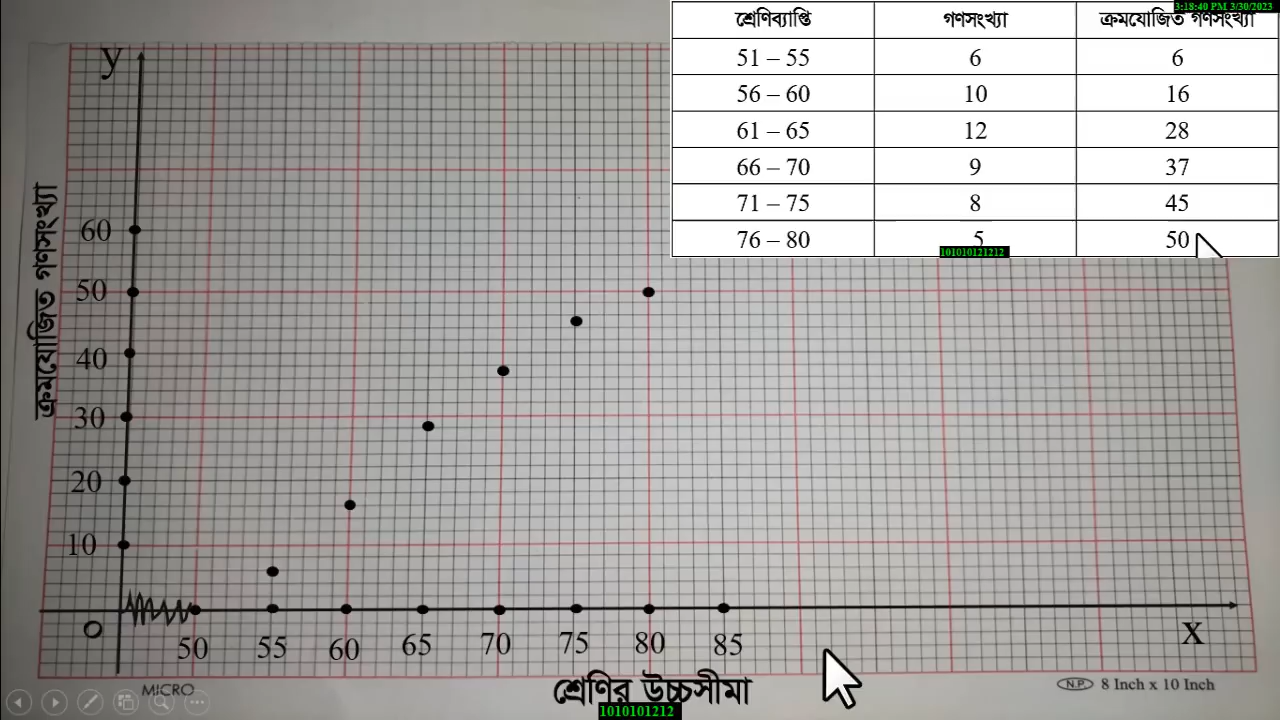 3:18:40 PM 3/30/2023
শ্রেণিব্যাপ্তি গণসংখ্যা ক্রমযোজিত গণসংখ্যা
51 – 55 6 6
56 – 60 10 16
61 – 65 12 28
66 – 70 9 37
71 – 75 8 45
76 – 80 5 50
101010121212
y
ক্রমযোজিত গণসংখ্যা
60
50
40
30
20
10
O
50 55 60 65 70 75 80 85
X
শ্রেণির উচ্চসীমা
MICRO
N.P. 8 Inch x 10 Inch
1010101212